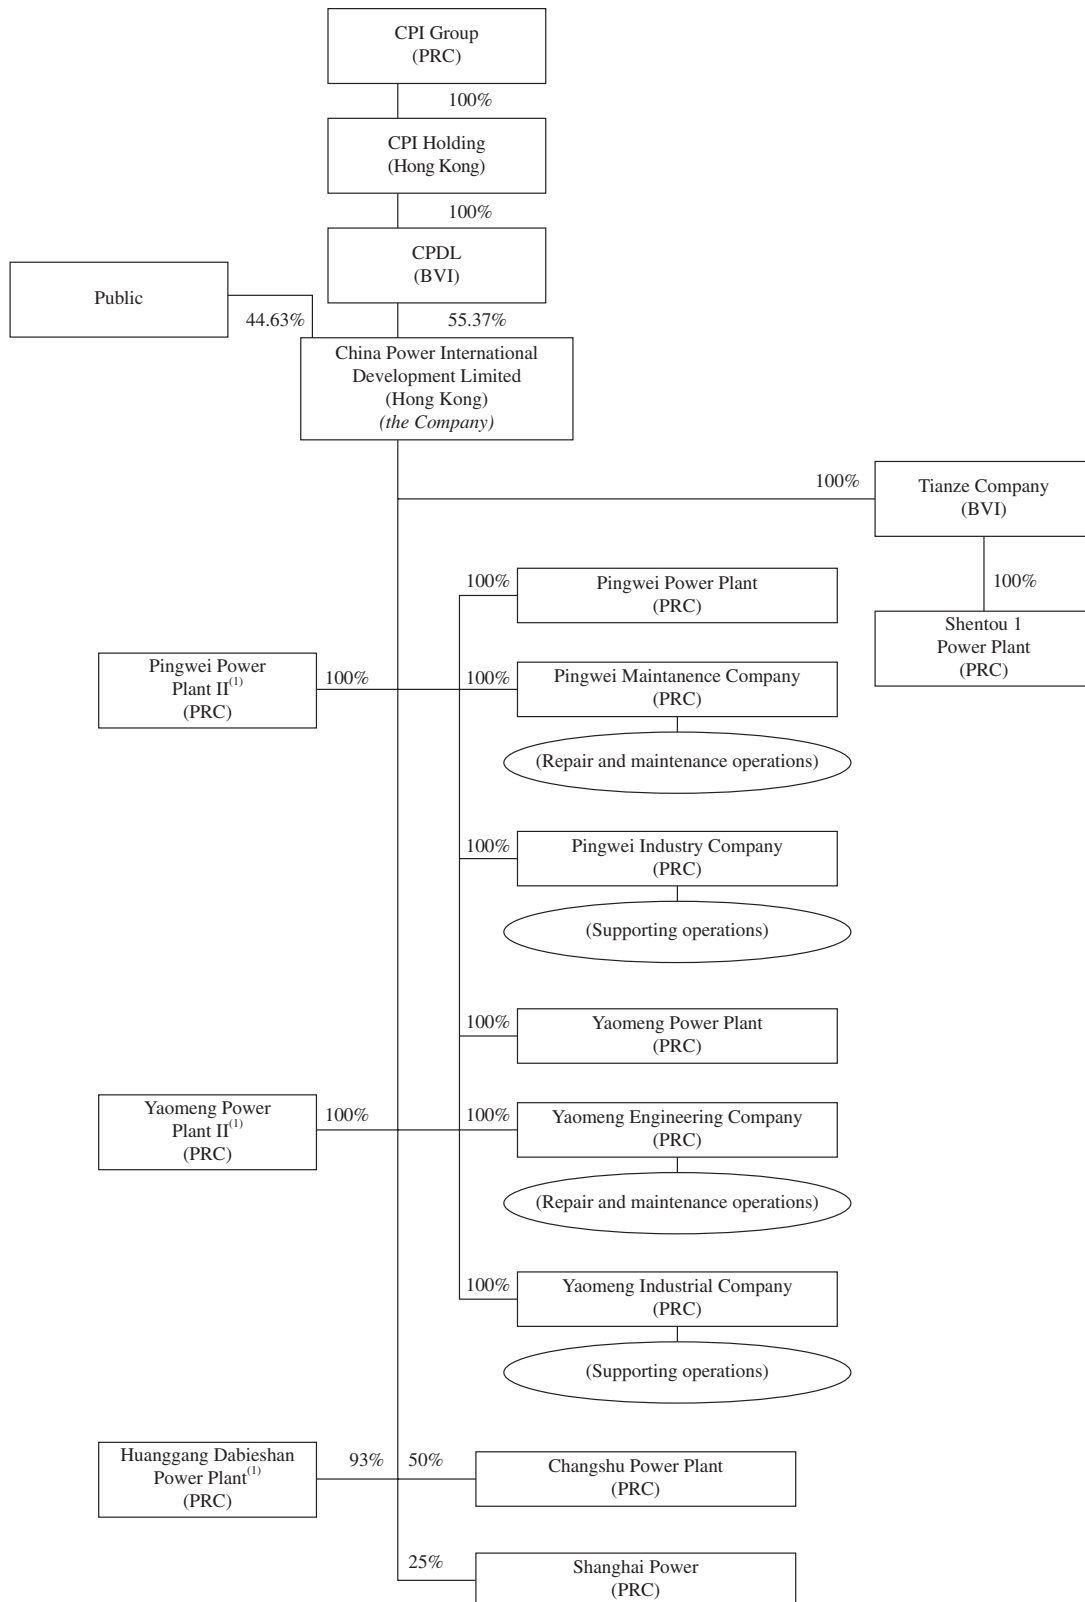 CPI Group
(PRC)
100%
CPI Holding
(Hong Kong)
100%
CPDL
(BVI)
Public
44.63%
55.37%
China Power International
Development Limited
(Hong Kong)
(the Company)
100%
Tianze Company
(BVI)
100%
Shentou 1
Power Plant
(PRC)
100%
Pingwei Power Plant
(PRC)
Pingwei Power
Plant II(1)
(PRC)
100%
100%
Pingwei Maintanence Company
(PRC)
(Repair and maintenance operations)
100%
Pingwei Industry Company
(PRC)
(Supporting operations)
100%
Yaomeng Power Plant
(PRC)
Yaomeng Power
Plant II(1)
(PRC)
100%
100%
Yaomeng Engineering Company
(PRC)
(Repair and maintenance operations)
100%
Yaomeng Industrial Company
(PRC)
(Supporting operations)
Huanggang Dabieshan
Power Plant(1)
(PRC)
93%
50%
Changshu Power Plant
(PRC)
25%
Shanghai Power
(PRC)